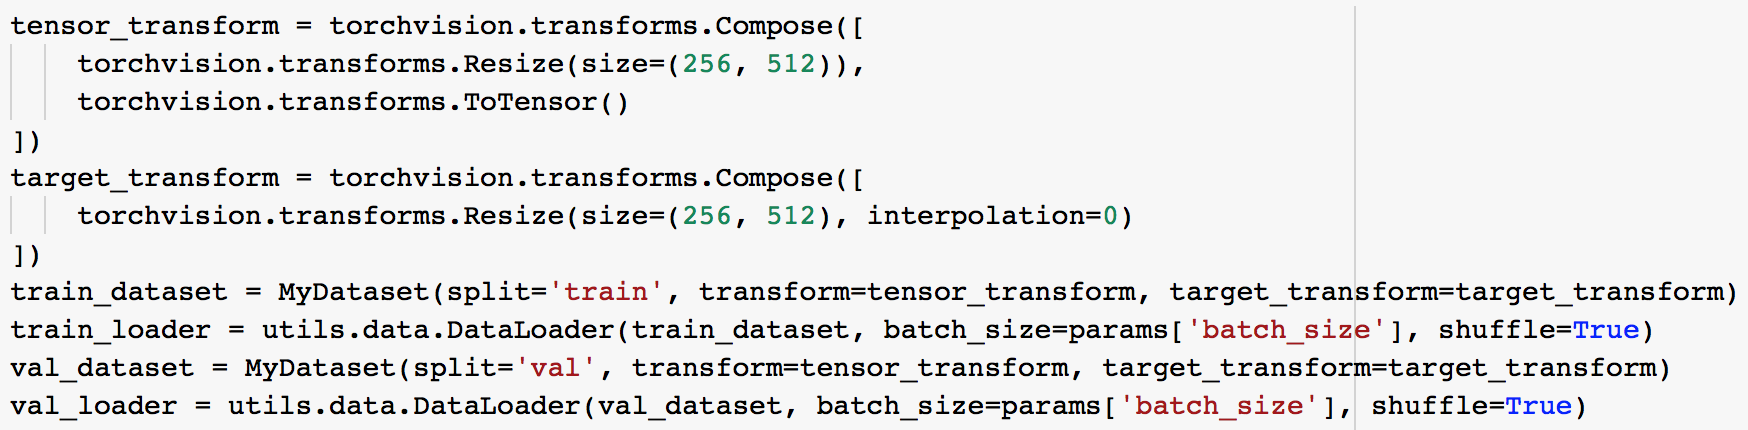 tensor_transform = torchvision.transforms.Compose([
    torchvision.transforms.Resize(size=(256, 512)),
    torchvision.transforms.ToTensor()
])
target_transform = torchvision.transforms.Compose([
    torchvision.transforms.Resize(size=(256, 512), interpolation=0)
])
train_dataset = MyDataset(split='train', transform=tensor_transform, target_transform=target_transform)
train_loader = utils.data.DataLoader(train_dataset, batch_size=params['batch_size'], shuffle=True)
val_dataset = MyDataset(split='val', transform=tensor_transform, target_transform=target_transform)
val_loader = utils.data.DataLoader(val_dataset, batch_size=params['batch_size'], shuffle=True)